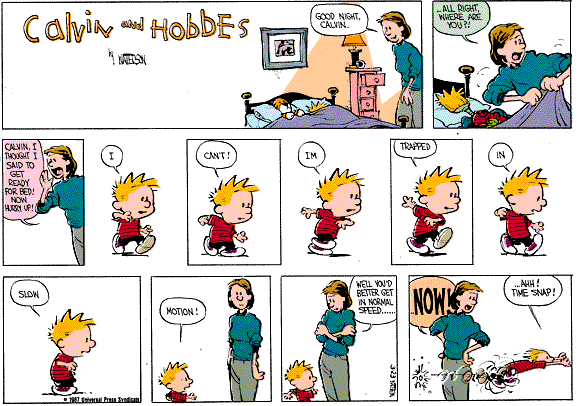 Calvin and Hobbes
by WATTERSON
GOOD NIGHT,
CALVIN.
..ALL RIGHT,
WHERE ARE
YOU?!
CALVIN, I
THOUGHT I
SAID TO
GET
READY
FOR BED!
NOW
HURRY UP!
I
CAN'T!
I'M
TRAPPED
IN
SLOW
© 1987 Universal Press Syndicate
MOTION!
WELL YOU'D
BETTER GET
IN NORMAL
SPEED......
NOW!
...AHH!
TIME SNAP!